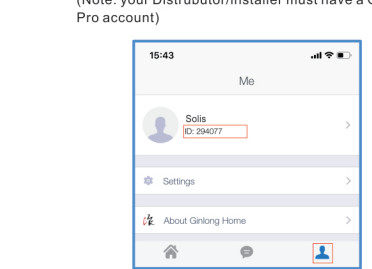 (Note: your Distrubutor/Installer must have a
Pro account)
15:43
Me
Solis
ID: 294077
Settings
About Ginlong Home